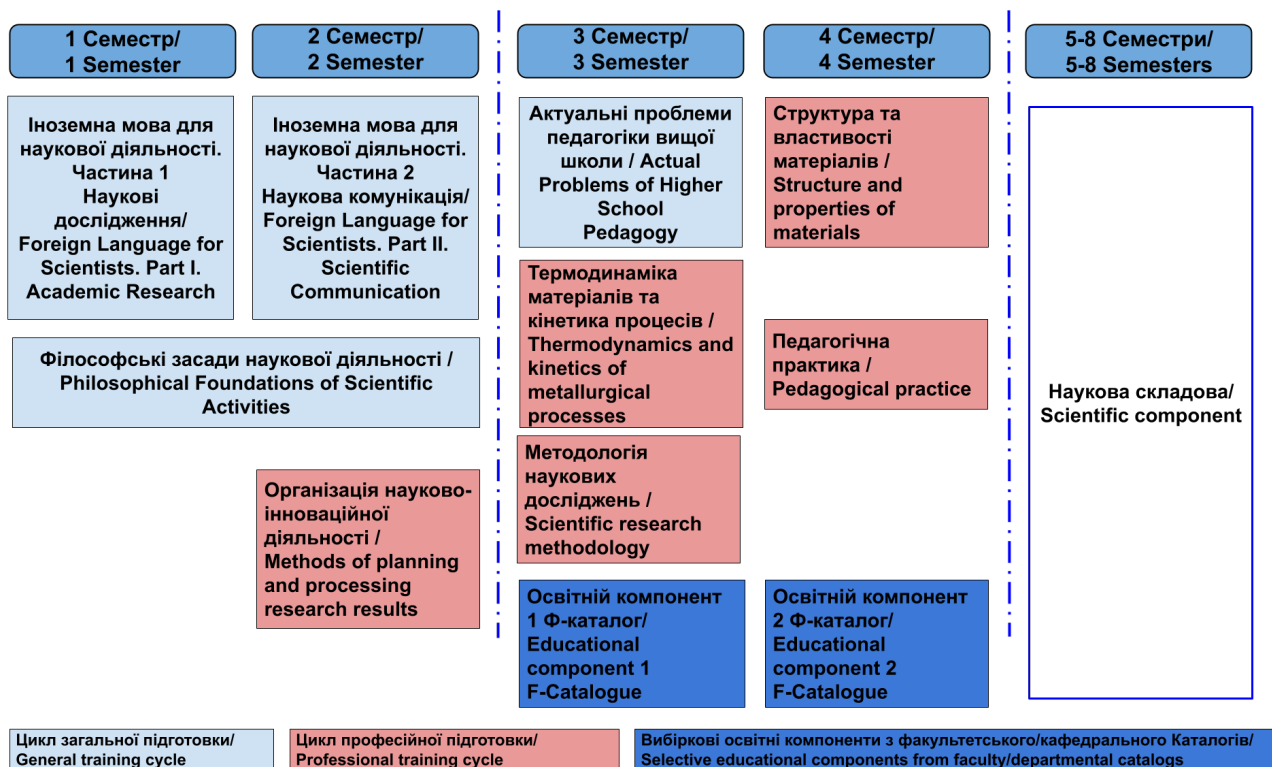 1 Семестр/
1 Semester
2 Семестр/
2 Semester
3 Семестр/
3 Semester
4 Семестр/
4 Semester
5-8 Семестри/
5-8 Semesters
Іноземна мова для
наукової діяльності.
Частина 1
Наукові
дослідження/
Foreign Language for
Scientists. Part I.
Academic Research
Іноземна мова для
наукової діяльності.
Частина 2
Наукова комунікація/
Foreign Language for
Scientists. Part II.
Scientific
Communication
Актуальні проблеми
педагогіки вищої
школи / Actual
Problems of Higher
School
Pedagogy
Структура та
властивості
матеріалів /
Structure and
properties of
materials
Філософські засади наукової діяльності /
Philosophical Foundations of Scientific
Activities
Термодинаміка
матеріалів та
кінетика процесів /
Thermodynamics and
kinetics of
metallurgical
processes
Педагогічна
практика /
Pedagogical practice
Наукова складова/
Scientific component
Організація науково-
інноваційної
діяльності /
Methods of planning
and processing
research results
Методологія
наукових
досліджень /
Scientific research
methodology
Освітній компонент
1 Ф-каталог/
Educational
component 1
F-Catalogue
Освітній компонент
2 Ф-каталог/
Educational
component 2
F-Catalogue
Цикл загальної підготовки/
General training cycle
Цикл професійної підготовки/
Professional training cycle
Вибіркові освітні компоненти з факультетського/кафедрального Каталогів/
Selective educational components from faculty/departmental catalogs